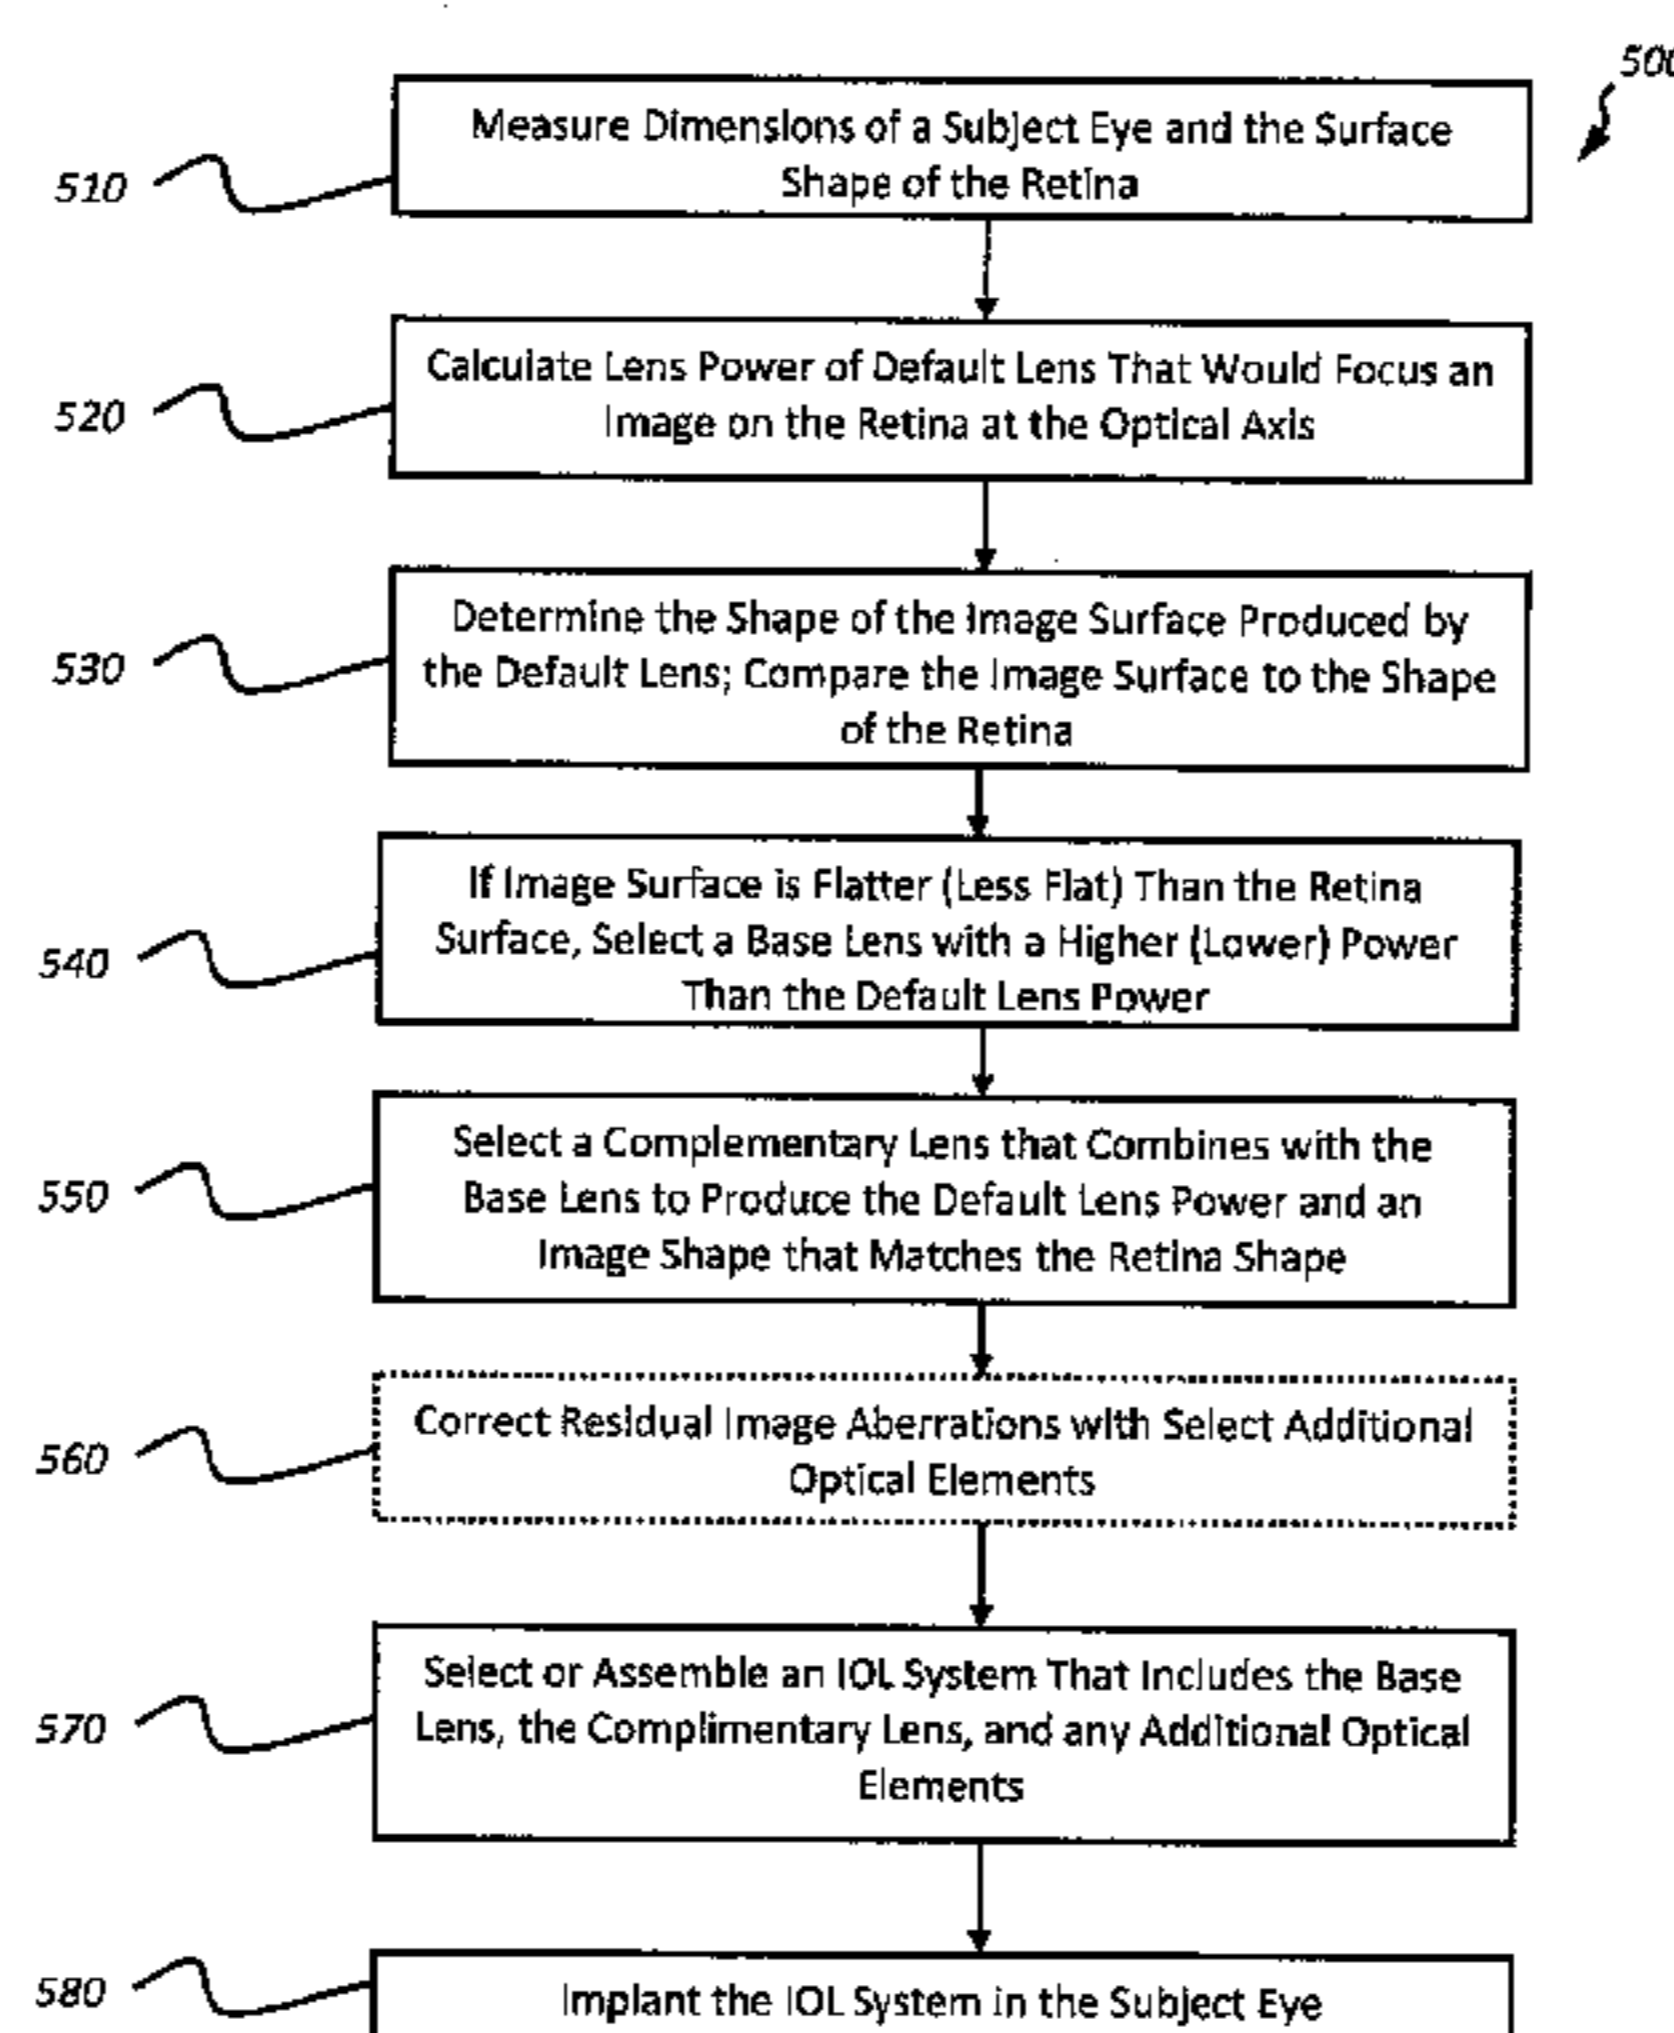 500
510
Measure Dimensions of a Subject Eye and the Surface
Shape of the Retina
520
Calculate Lens Power of Default Lens That Would Focus an
Image on the Retina at the Optical Axis
530
Determine the Shape of the Image Surface Produced by
the Default Lens; Compare the Image Surface to the Shape
of the Retina
540
If Image Surface is Flatter (Less Flat) Than the Retina
Surface, Select a Base Lens with a Higher (Lower) Power
Than the Default Lens Power
550
Select a Complementary Lens that Combines with the
Base Lens to Produce the Default Lens Power and an
Image Shape that Matches the Retina Shape
560
Correct Residual Image Aberrations with Select Additional
Optical Elements
570
Select or Assemble an IOL System That Includes the Base
Lens, the Complimentary Lens, and any Additional Optical
Elements
580
Implant the IOL System in the Subject Eye